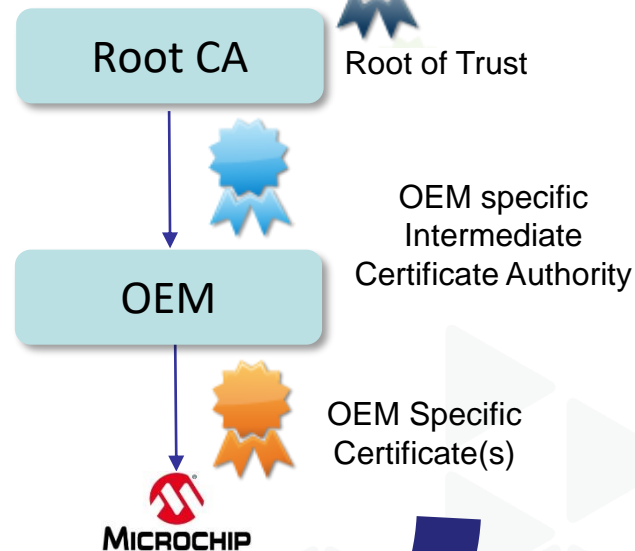 Root CA
Root of Trust
OEM specific
Intermediate
Certificate Authority
OEM
OEM Specific
Certificate(s)
MICROCHIP